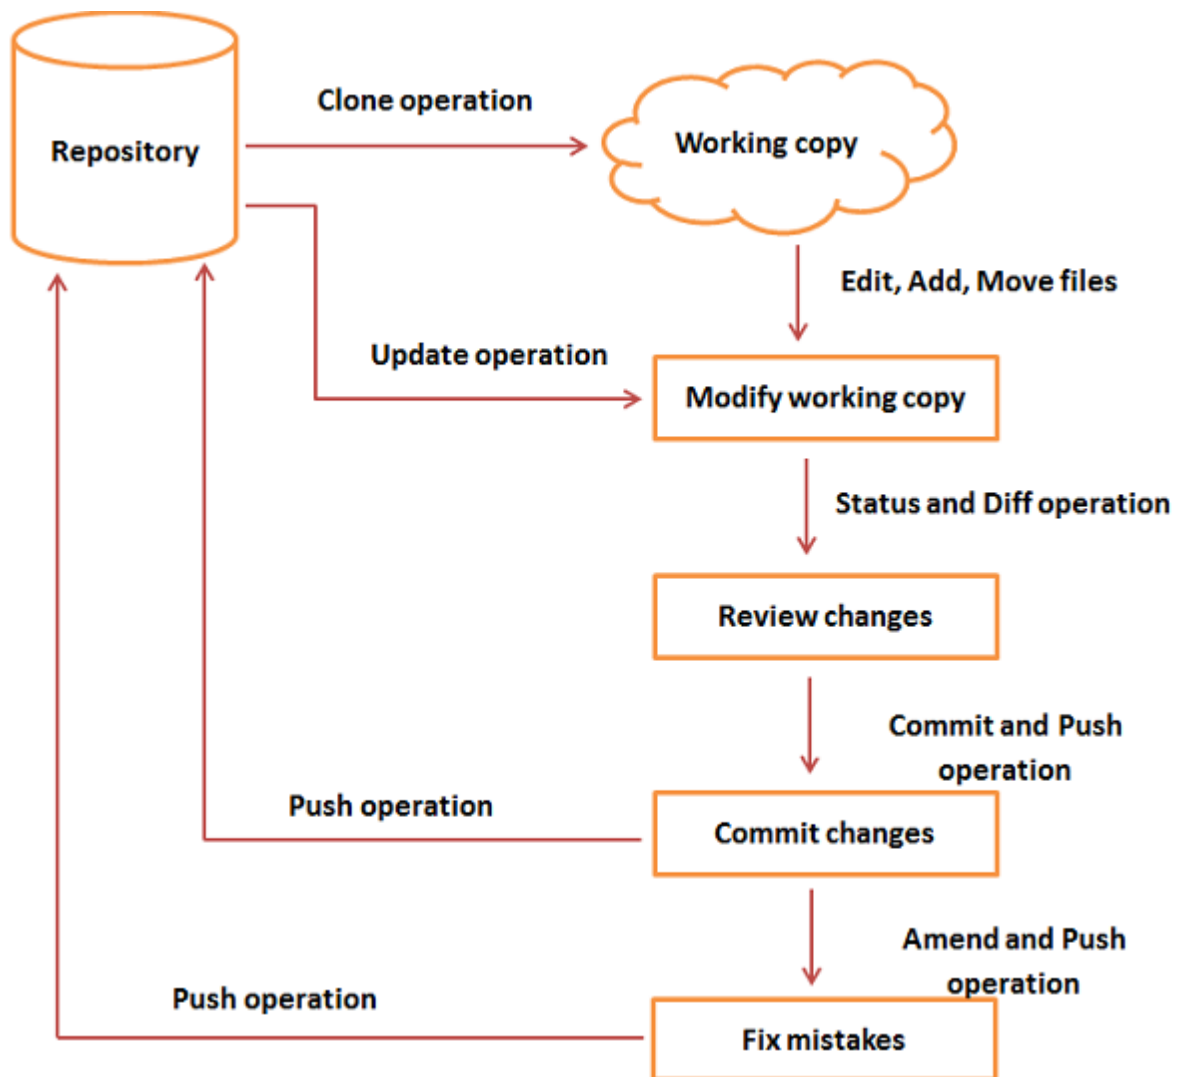 Clone operation
Repository
Working copy
Edit, Add, Move files
Update operation
Modify working copy
Status and Diff operation
Review changes
Commit and Push
operation
Push operation
Commit changes
Amend and Push
operation
Push operation
Fix mistakes